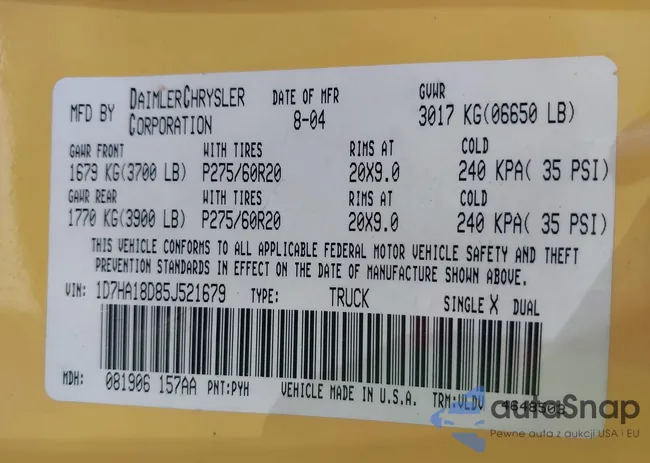 MFD BY DAIMLERCHRYSLER CORPORATION DATE OF MFR 8-04 GVWR 3017 KG(06650 LB)
GAWR FRONT WITH TIRES RIMS AT COLD
1679 KG(3700 LB) P275/60R20 20X9.0 240 KPA( 35 PSI)
GAWR REAR WITH TIRES RIMS AT COLD
1770 KG(3900 LB) P275/60R20 20X9.0 240 KPA( 35 PSI)
THIS VEHICLE CONFORMS TO ALL APPLICABLE FEDERAL MOTOR VEHICLE SAFETY AND THEFT
PREVENTION STANDARDS IN EFFECT ON THE DATE OF MANUFACTURE SHOWN ABOVE.
VIN: 1D7HA18D85J521679 TYPE: TRUCK SINGLE X DUAL
MDH: 081906 157AA PNT:PYH VEHICLE MADE IN U.S.A. TRM:VLDV
autoSnap
Pewne auta z aukcji USA i EU